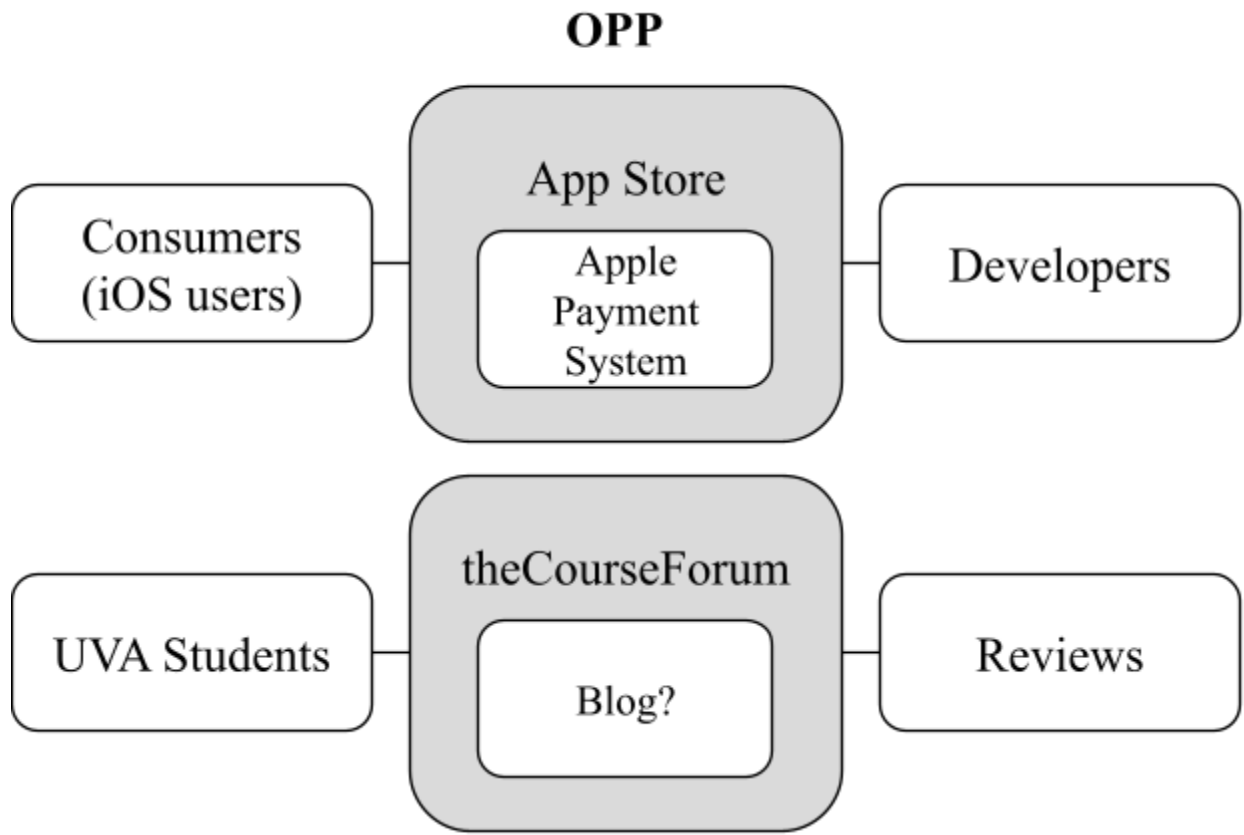 OPP
App Store
Consumers
(iOS users)
Apple
Payment
System
Developers
theCourseForum
UVA Students
Blog?
Reviews